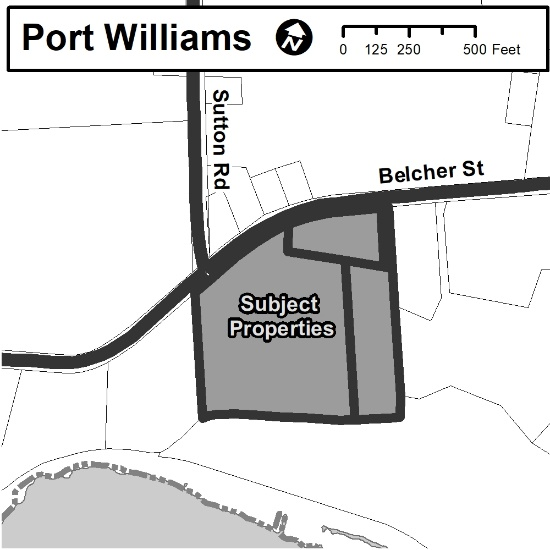 Port Williams
N
0 125 250 500 Feet
Sutton Rd
Belcher St
Subject
Properties